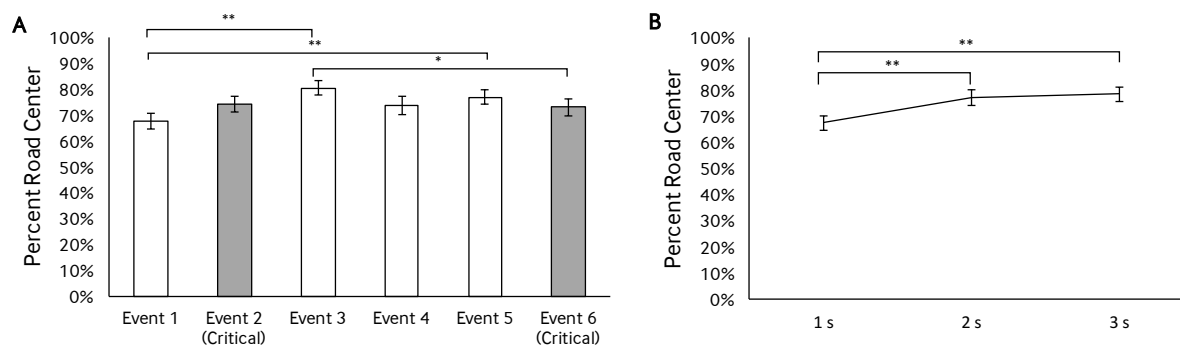 A
**
**
*
Percent Road Center
100%
90%
80%
70%
60%
50%
40%
30%
20%
10%
0%
Event 1
Event 2
(Critical)
Event 3
Event 4
Event 5
Event 6
(Critical)
B
**
**
Percent Road Center
100%
90%
80%
70%
60%
50%
40%
30%
20%
10%
0%
1 s
2 s
3 s